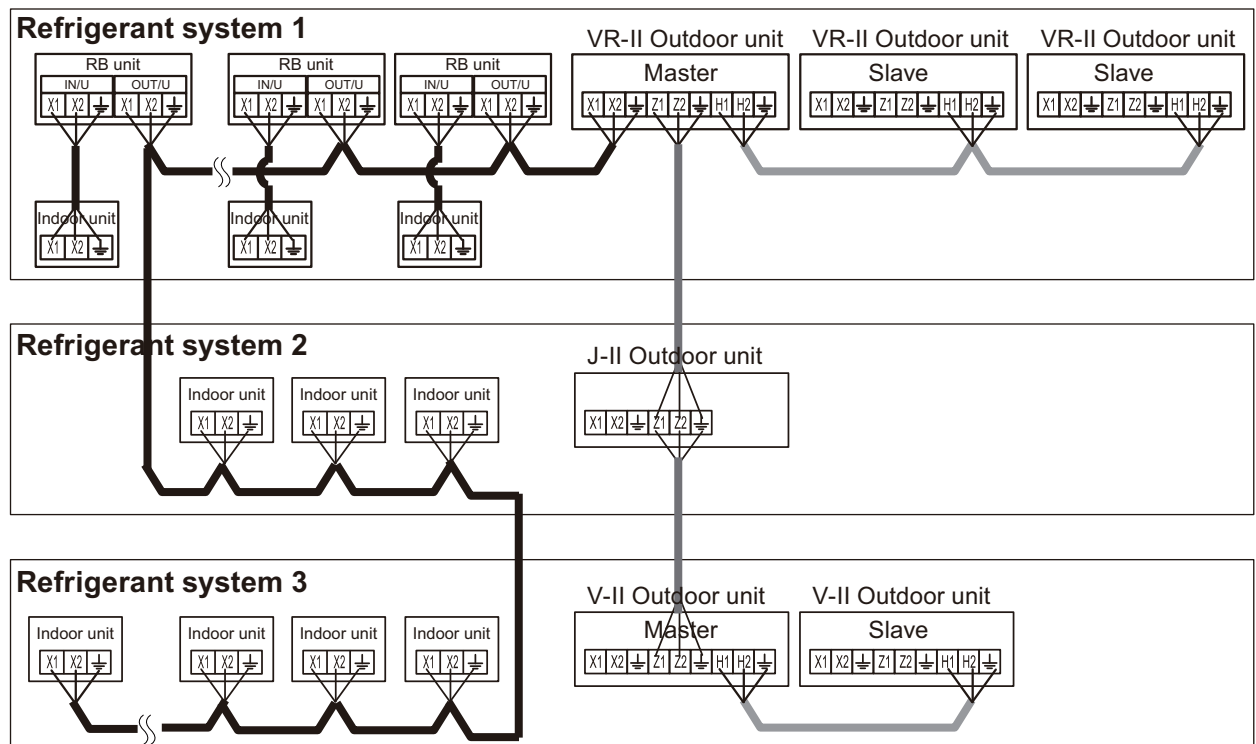 Refrigerant system 1
VR-II Outdoor unit VR-II Outdoor unit VR-II Outdoor unit
RB unit RB unit RB unit Master Slave Slave
IN/U OUT/U IN/U OUT/U IN/U OUT/U
X1 X2 X1 X2 X1 X2 X1 X2 X1 X2 X1 X2 X1 X2 Z1 Z2 H1 H2 X1 X2 Z1 Z2 H1 H2 X1 X2 Z1 Z2 H1 H2
Indoor unit Indoor unit Indoor unit
X1 X2 X1 X2 X1 X2
Refrigerant system 2
J-II Outdoor unit
Indoor unit Indoor unit Indoor unit
X1 X2 X1 X2 X1 X2 X1 X2 Z1 Z2
Refrigerant system 3
V-II Outdoor unit V-II Outdoor unit
Indoor unit Indoor unit Indoor unit Indoor unit Master Slave
X1 X2 X1 X2 X1 X2 X1 X2 X1 X2 Z1 Z2 H1 H2 X1 X2 Z1 Z2 H1 H2